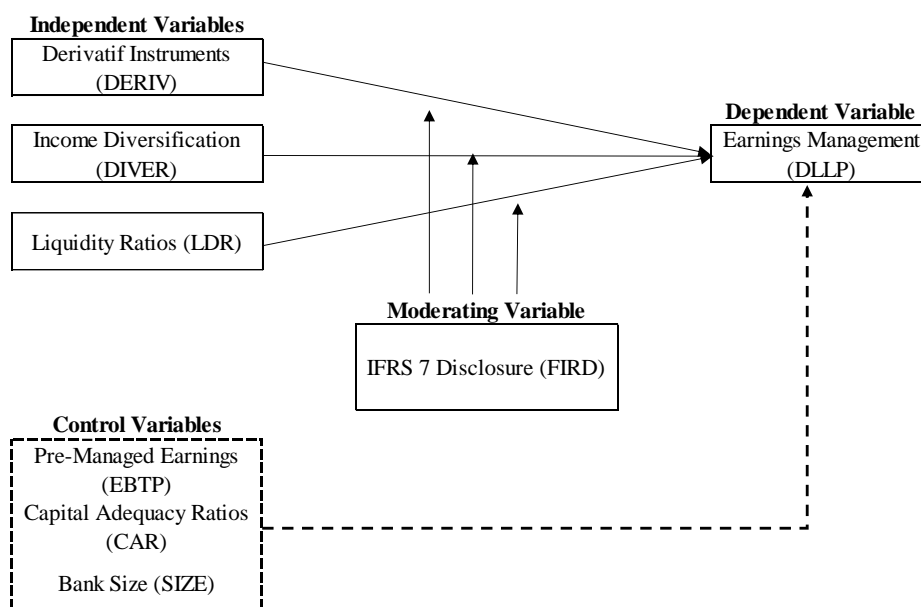 Independent Variables
Derivatif Instruments
(DERIV)
Income Diversification
(DIVER)
Liquidity Ratios (LDR)
Dependent Variable
Earnings Management
(DLLP)
Moderating Variable
IFRS 7 Disclosure (FIRD)
Control Variables
Pre-Managed Earnings
(EBTP)
Capital Adequacy Ratios
(CAR)
Bank Size (SIZE)